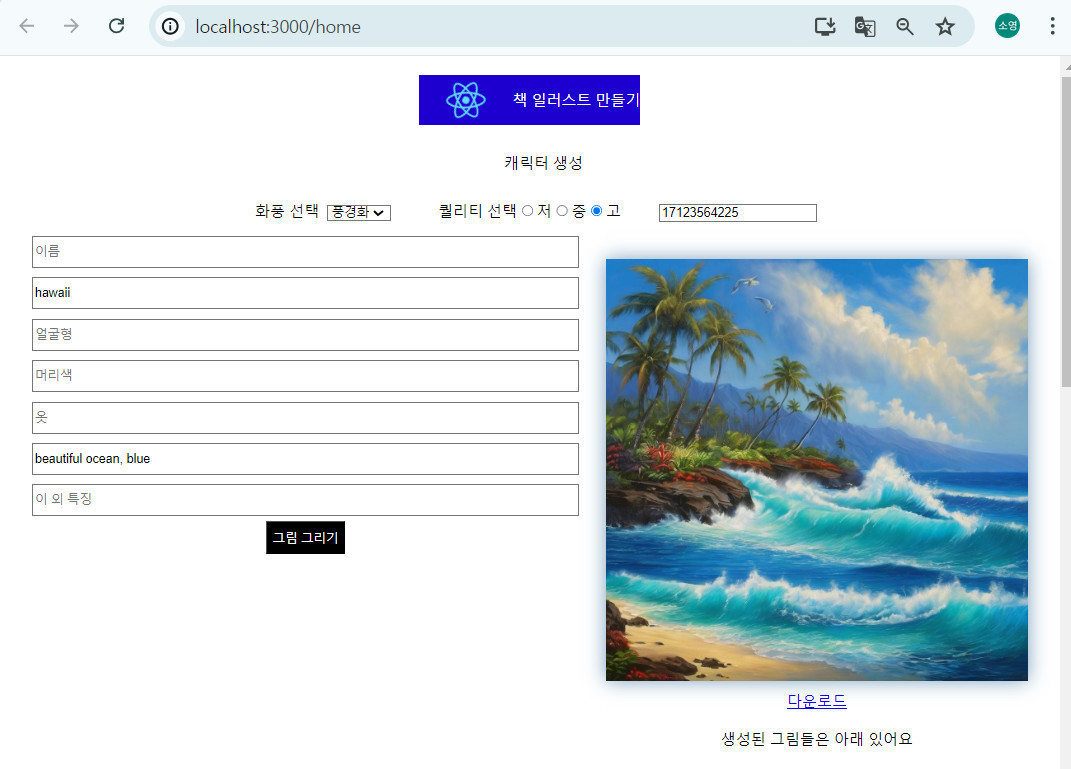 localhost:3000/home
소영
책 일러스트 만들기
캐릭터 생성
화풍 선택 풍경화 퀄리티 선택 저 중 고 17123564225
이름
hawaii
얼굴형
머리색
옷
beautiful ocean, blue
이 외 특징
그림 그리기
다운로드
생성된 그림들은 아래 있어요